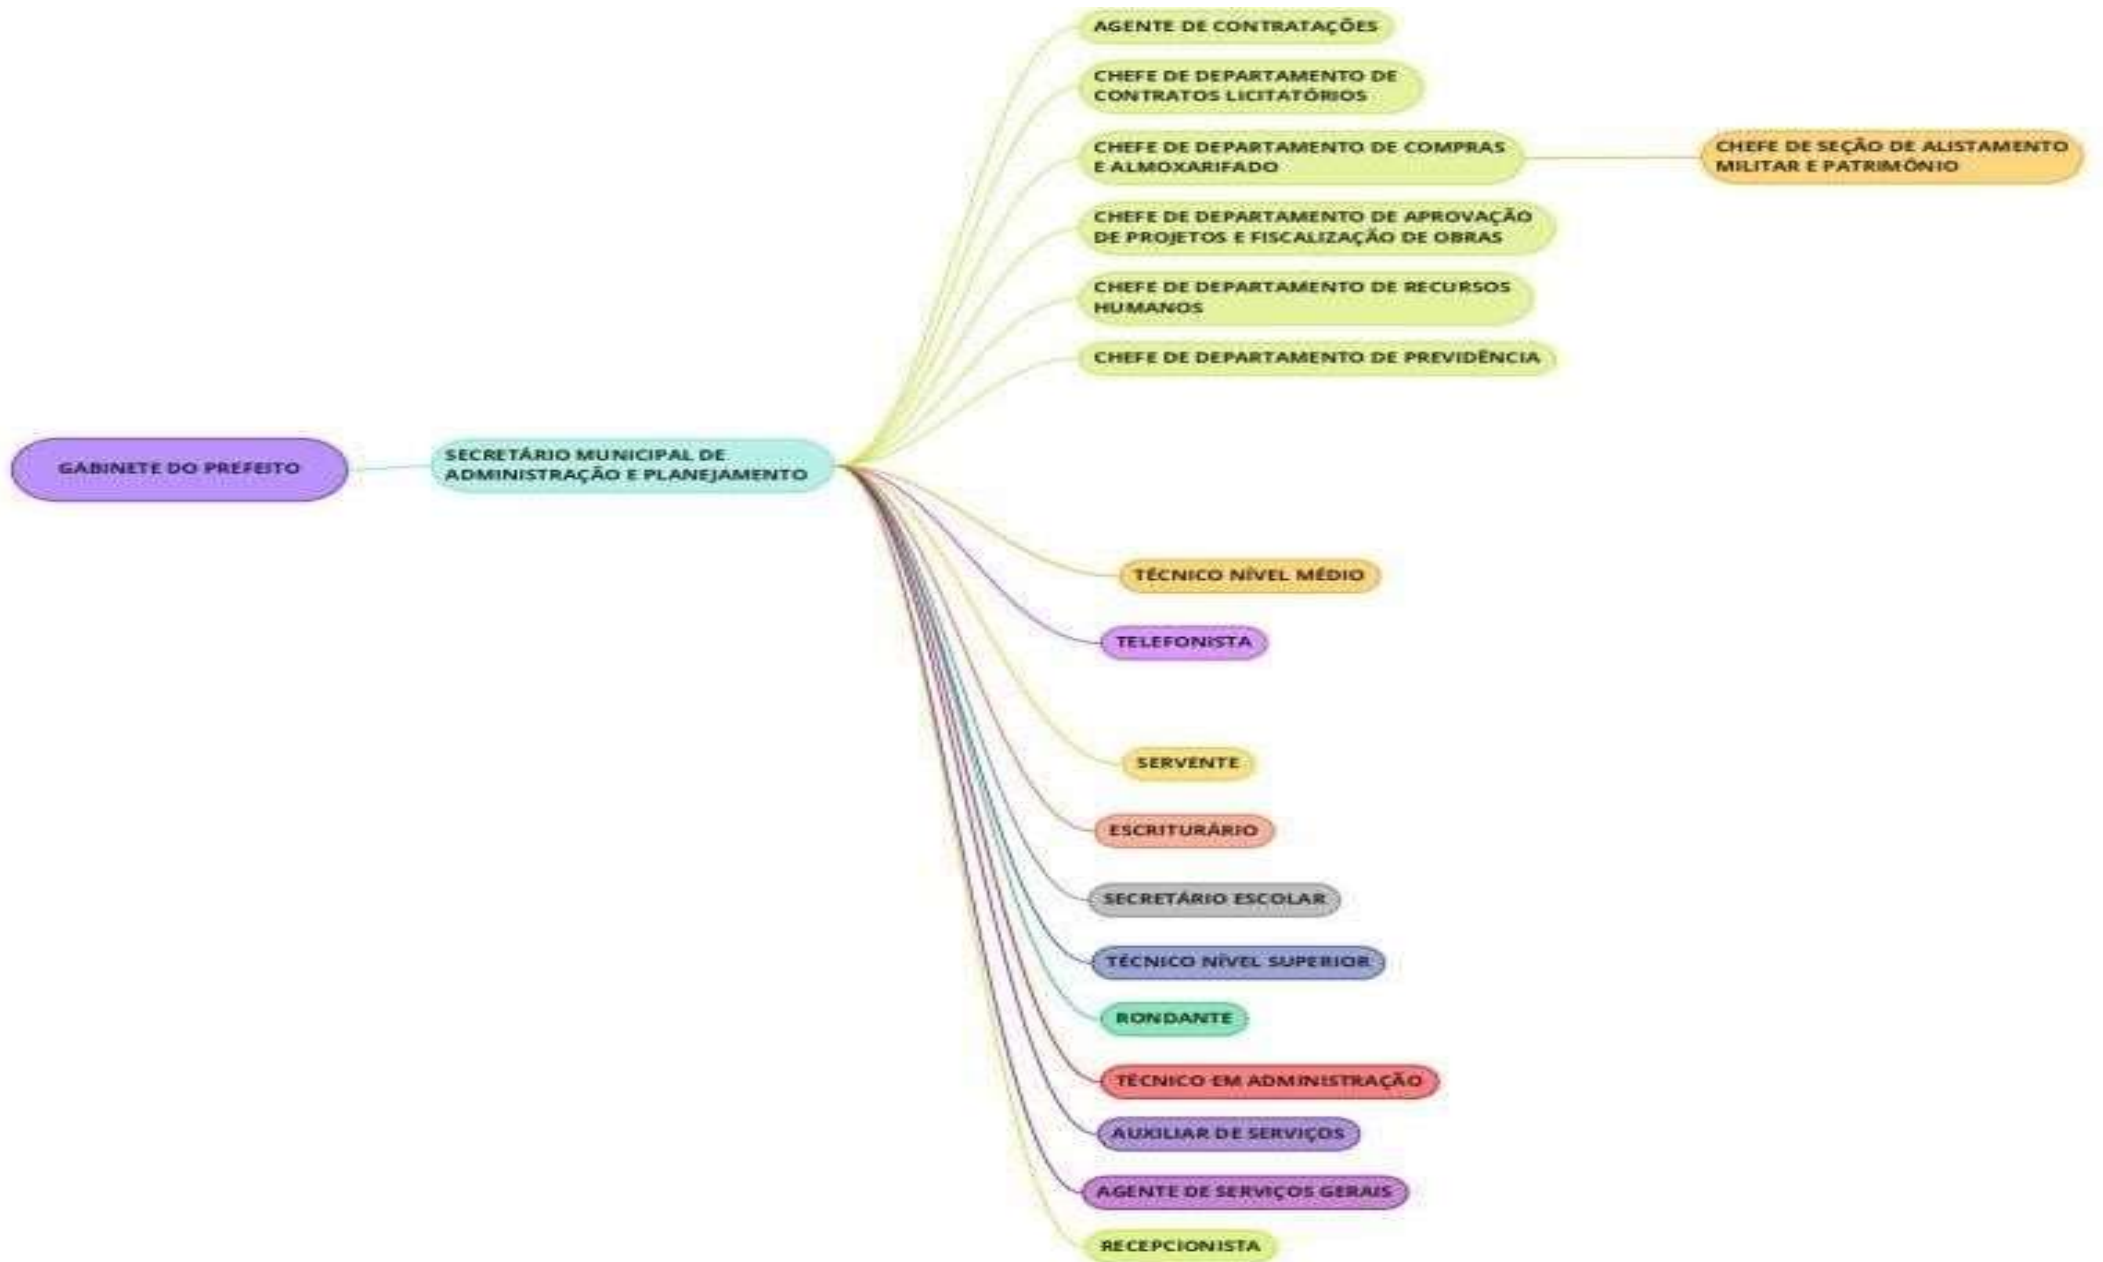 AGENTE DE CONTRATAÇÕES
CHEFE DE DEPARTAMENTO DE
CONTRATOS LICITATÓRIOS
CHEFE DE DEPARTAMENTO DE COMPRAS
E ALMOXARIFADO
CHEFE DE SEÇÃO DE ALISTAMENTO
MILITAR E PATRIMÔNIO
CHEFE DE DEPARTAMENTO DE APROVAÇÃO
DE PROJETOS E FISCALIZAÇÃO DE OBRAS
CHEFE DE DEPARTAMENTO DE RECURSOS
HUMANOS
CHEFE DE DEPARTAMENTO DE PREVIDÊNCIA
GABINETE DO PREFEITO
SECRETÁRIO MUNICIPAL DE
ADMINISTRAÇÃO E PLANEJAMENTO
TÉCNICO NÍVEL MÉDIO
TELEFONISTA
SERVENTE
ESCRITURÁRIO
SECRETÁRIO ESCOLAR
TÉCNICO NÍVEL SUPERIOR
RONDANTE
TÉCNICO EM ADMINISTRAÇÃO
AUXILIAR DE SERVIÇOS
AGENTE DE SERVIÇOS GERAIS
RECEPCIONISTA